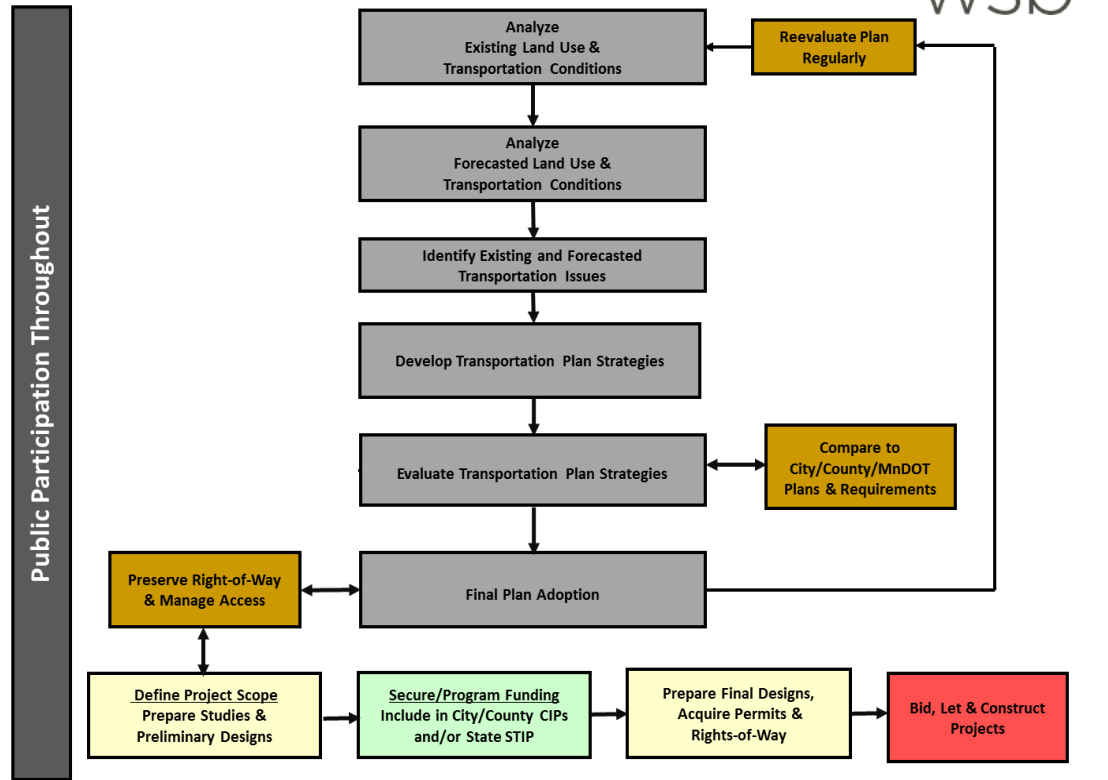 wsb
Public Participation Throughout
Analyze
Existing Land Use &
Transportation Conditions
Reevaluate Plan
Regularly
Analyze
Forecasted Land Use &
Transportation Conditions
Identify Existing and Forecasted
Transportation Issues
Develop Transportation Plan Strategies
Evaluate Transportation Plan Strategies
Compare to
City/County/MnDOT
Plans & Requirements
Preserve Right-of-Way
& Manage Access
Final Plan Adoption
Define Project Scope
Prepare Studies &
Preliminary Designs
Secure/Program Funding
Include in City/County CIPs
and/or State STIP
Prepare Final Designs,
Acquire Permits &
Rights-of-Way
Bid, Let & Construct
Projects